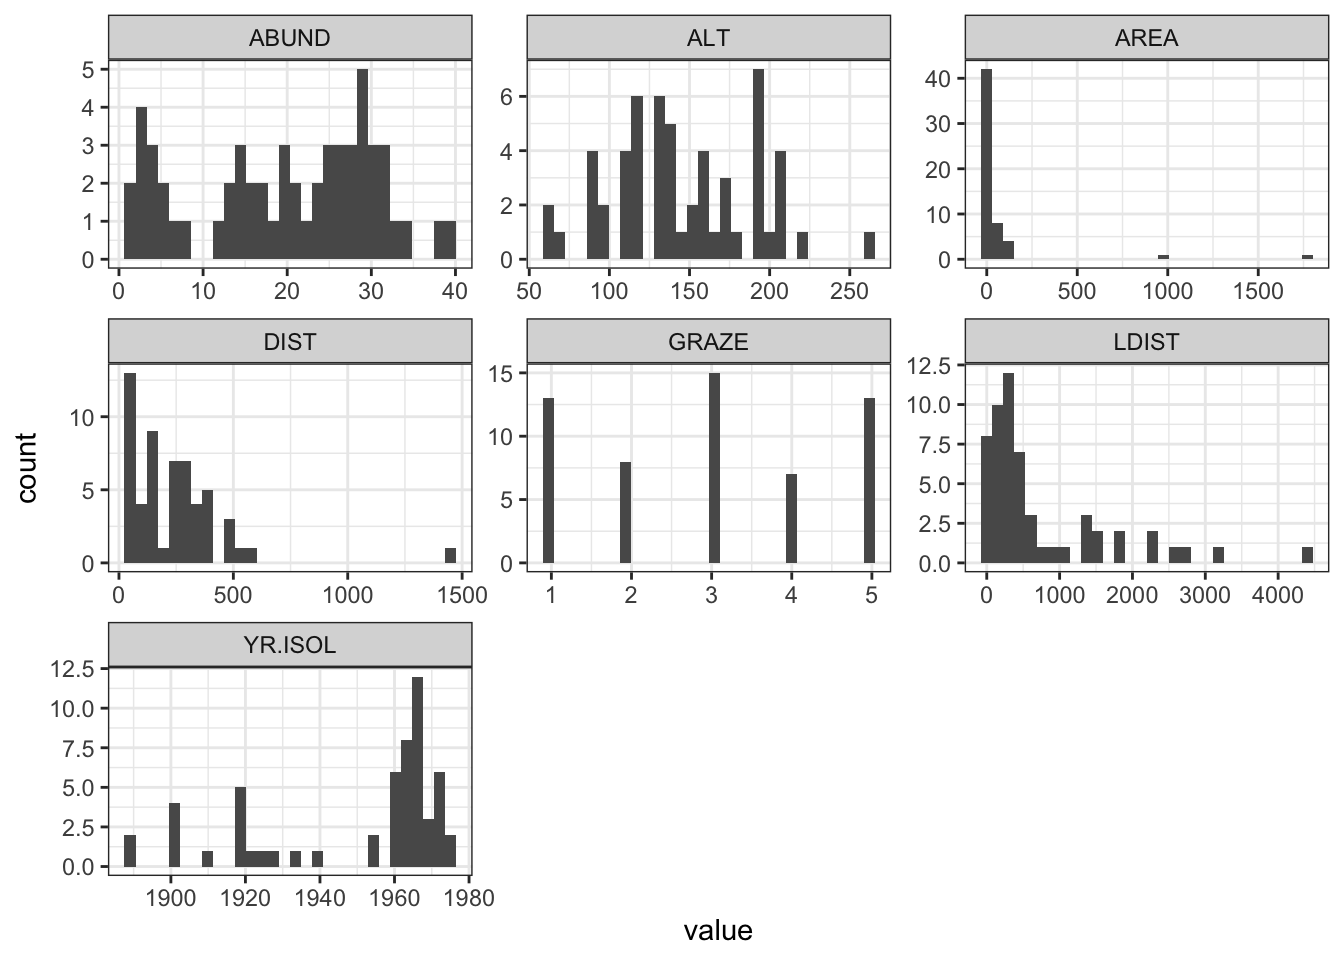 ABUND
ALT
AREA
5
4
3
2
1
0
6
4
2
0
40
30
20
10
0
0 10 20 30 40
50 100 150 200 250
0 500 1000 1500
DIST
GRAZE
LDIST
10
5
0
15
10
5
0
12.5
10.0
7.5
5.0
2.5
0.0
0 500 1000 1500
1 2 3 4 5
0 1000 2000 3000 4000
count
YR.ISOL
12.5
10.0
7.5
5.0
2.5
0.0
1900 1920 1940 1960 1980
value